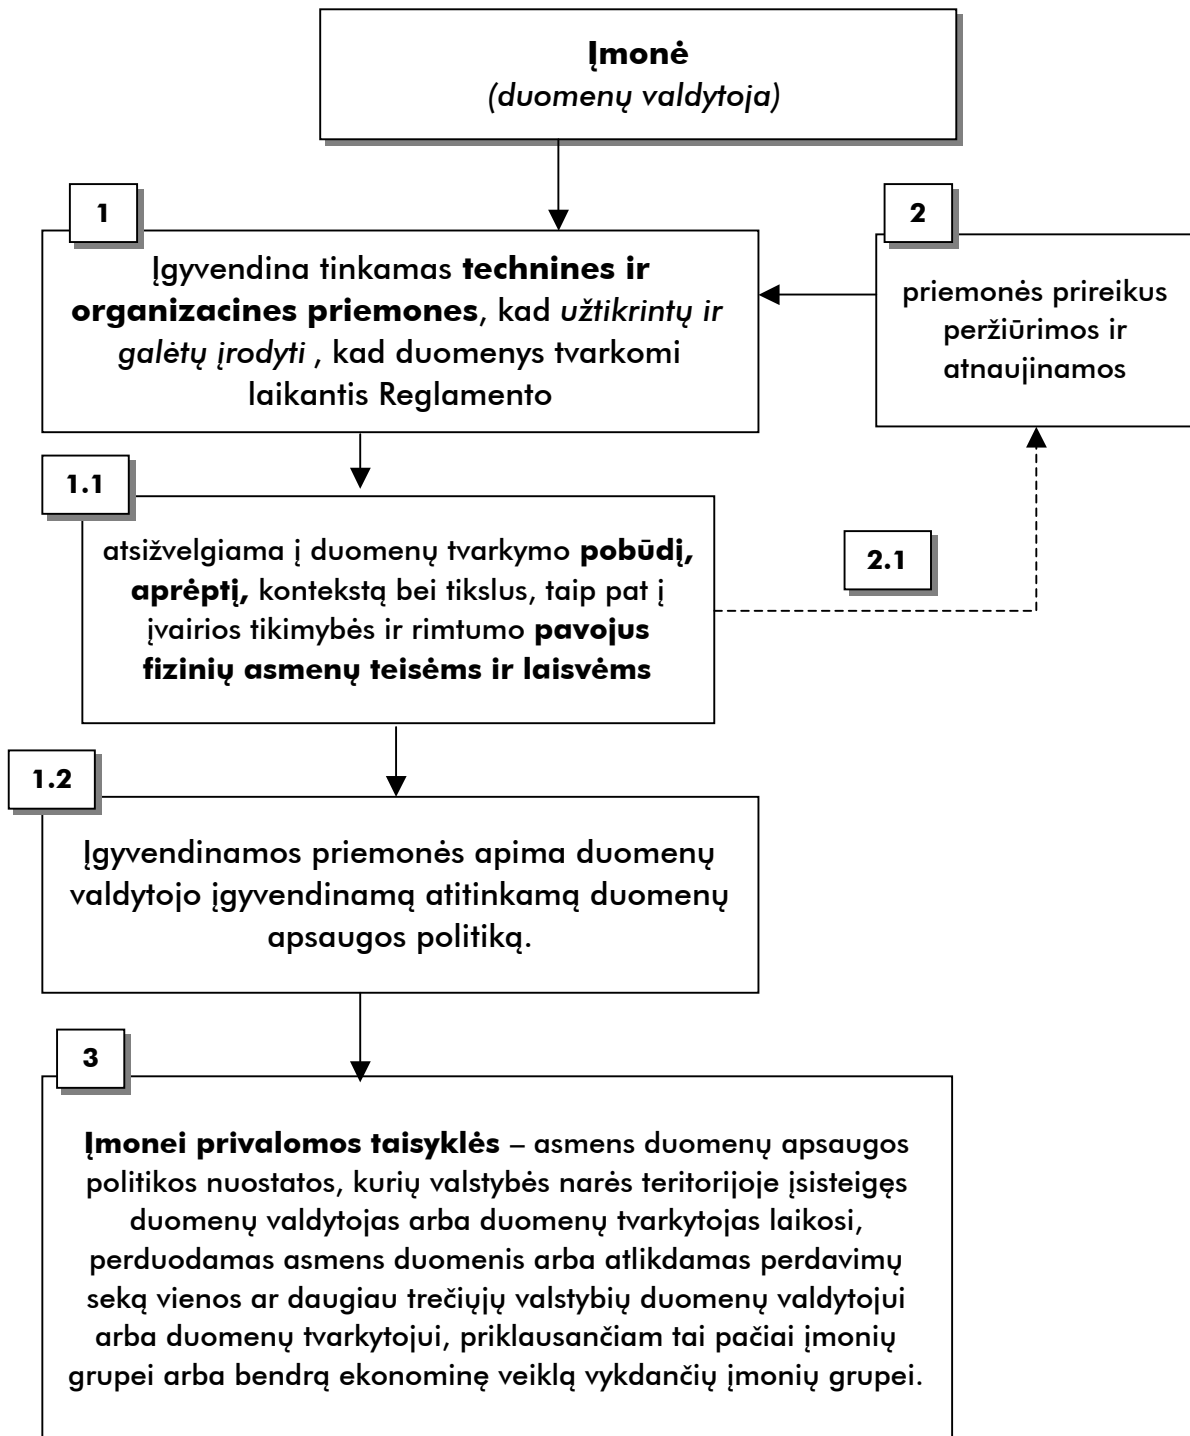 Įmonė
(duomenų valdytoja)
1
Įgyvendina tinkamas technines ir
organizacines priemones, kad užtikrintų ir
galėtų įrodyti , kad duomenys tvarkomi
laikantis Reglamento
2
priemonės prireikus
peržiūrimos ir
atnaujinamos
1.1
atsižvelgiama į duomenų tvarkymo pobūdį,
aprėptį, kontekstą bei tikslus, taip pat į
įvairios tikimybės ir rimtumo pavojus
fizinių asmenų teisėms ir laisvėms
2.1
1.2
Įgyvendinamos priemonės apima duomenų
valdytojo įgyvendinamą atitinkamą duomenų
apsaugos politiką.
3
Įmonei privalomos taisyklės – asmens duomenų apsaugos
politikos nuostatos, kurių valstybės narės teritorijoje įsisteigęs
duomenų valdytojas arba duomenų tvarkytojas laikosi,
perduodamas asmens duomenis arba atlikdamas perdavimų
seką vienos ar daugiau trečiųjų valstybių duomenų valdytojui
arba duomenų tvarkytojui, priklausančiam tai pačiai įmonių
grupei arba bendrą ekonominę veiklą vykdančių įmonių grupei.